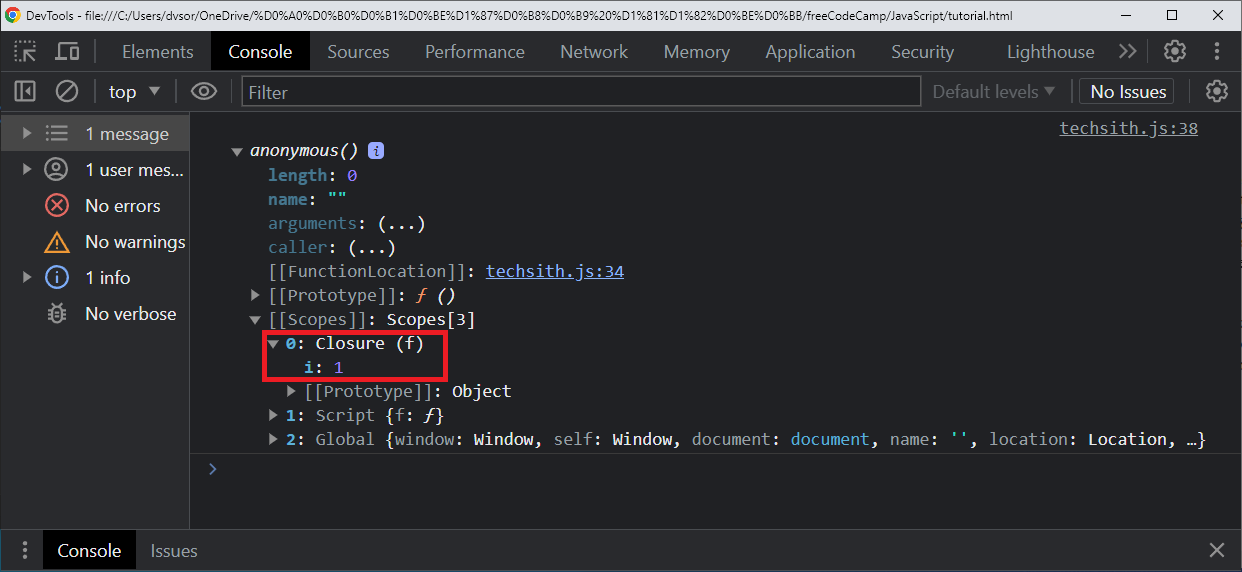 DevTools - file:///C:/Users/dvsor/OneDrive/%D0%A0%D0%B0%D0%B1%D0%BE%D1%87%D0%B8%D0%B9%20%D1%81%D1%82%D0%BE%D0%BB/freeCodeCamp/JavaScript/tutorial.html
Elements Console Sources Performance Network Memory Application Security Lighthouse
top Filter Default levels No Issues
1 message
1 user mes...
No errors
No warnings
1 info
No verbose
techsith.js:38
anonymous() i
length: 0
name: ""
arguments: (...)
caller: (...)
[[FunctionLocation]]: techsith.js:34
[[Prototype]]: ƒ ()
[[Scopes]]: Scopes[3]
0: Closure (f)
i: 1
[[Prototype]]: Object
1: Script {f: ƒ}
2: Global {window: Window, self: Window, document: document, name: '', location: Location, …}
Console Issues